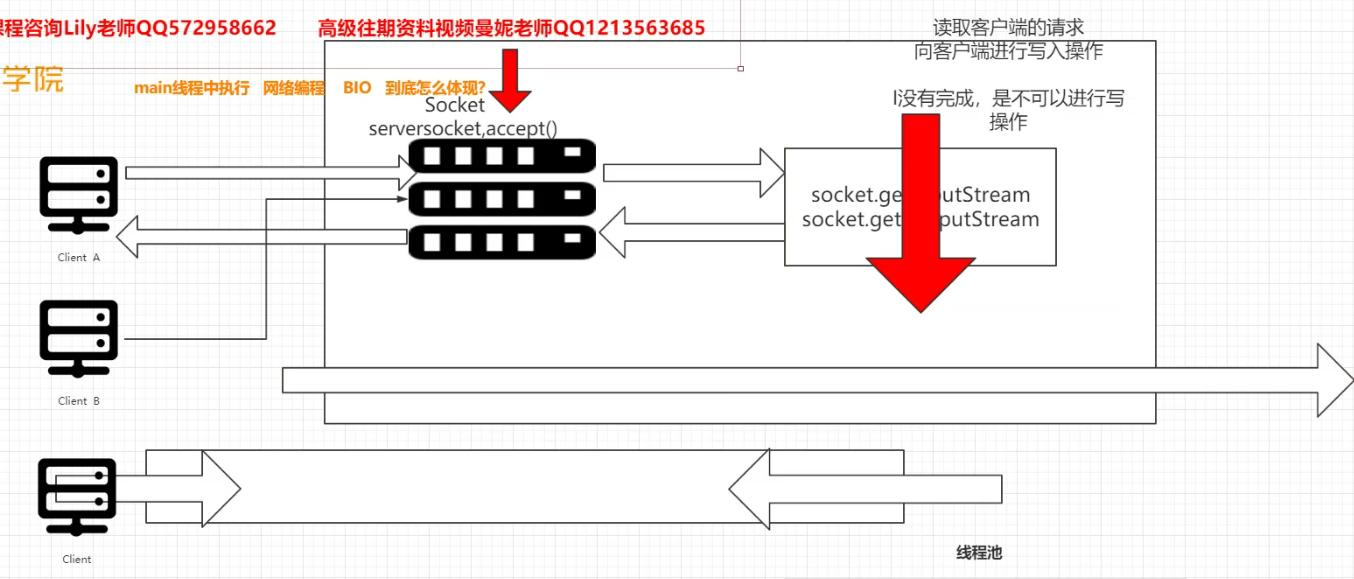 课程咨询Lily老师QQ572958662
高级往期资料视频曼妮老师QQ1213563685
学院
main线程中执行 网络编程 BIO 到底怎么体现?
读取客户端的请求
向客户端进行写入操作
I没有完成，是不可以进行写
操作
Socket
serversocket,accept()
socket.ge utStream
socket.get putStream
Client A
Client B
Client
线程池